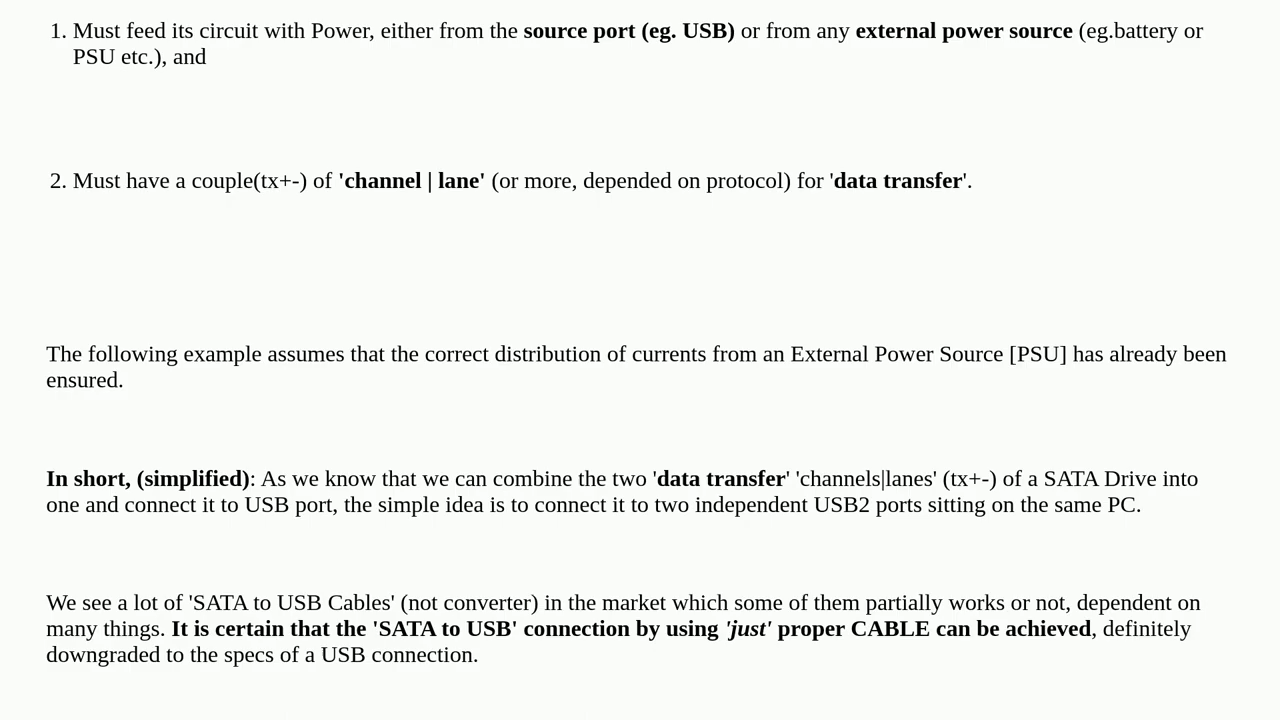 1. Must feed its circuit with Power, either from the source port (eg. USB) or from any external power source (eg.battery or
PSU etc.), and
2. Must have a couple(tx+-) of 'channel | lane' (or more, depended on protocol) for 'data transfer'.
The following example assumes that the correct distribution of currents from an External Power Source [PSU] has already been
ensured.
In short, (simplified): As we know that we can combine the two 'data transfer' 'channels|lanes' (tx+-) of a SATA Drive into
one and connect it to USB port, the simple idea is to connect it to two independent USB2 ports sitting on the same PC.
We see a lot of 'SATA to USB Cables' (not converter) in the market which some of them partially works or not, dependent on
many things. It is certain that the 'SATA to USB' connection by using 'just' proper CABLE can be achieved, definitely
downgraded to the specs of a USB connection.